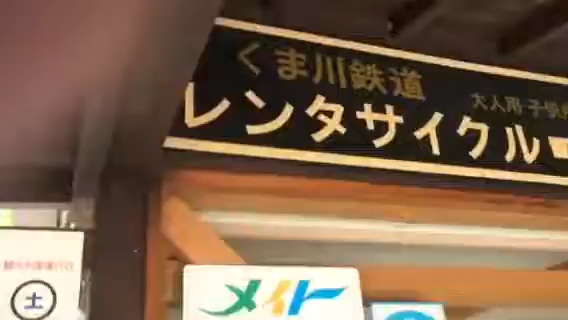 くま川鉄道
大人用・子供
レンタサイクル
土
メイト